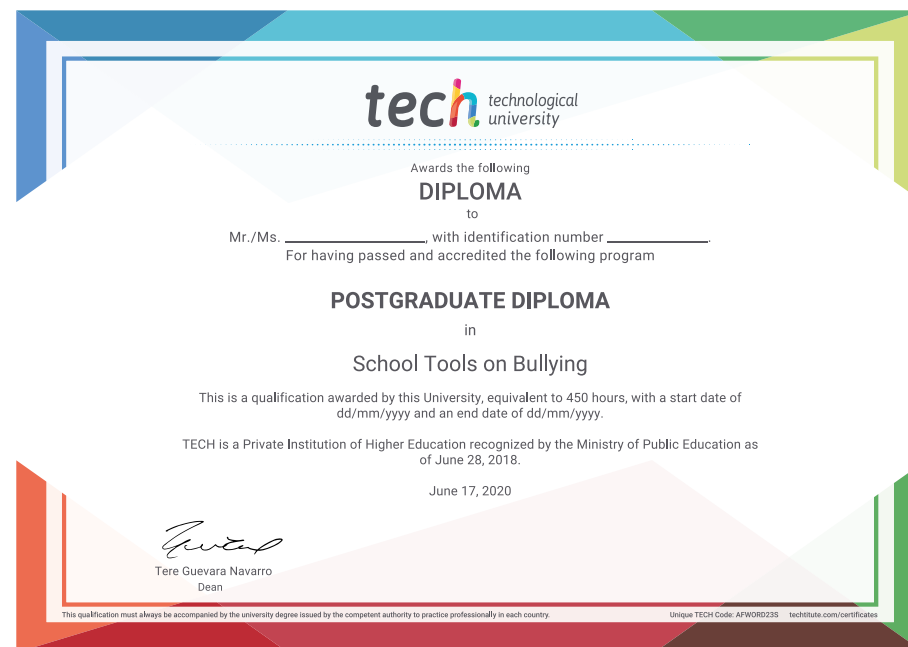 tech technological
university
Awards the following
DIPLOMA
to
Mr./Ms. ____________, with identification number ____________.
For having passed and accredited the following program
POSTGRADUATE DIPLOMA
in
School Tools on Bullying
This is a qualification awarded by this University, equivalent to 450 hours, with a start date of
dd/mm/yyyy and an end date of dd/mm/yyyy.
TECH is a Private Institution of Higher Education recognized by the Ministry of Public Education as
of June 28, 2018.
June 17, 2020
Tere Guevara Navarro
Dean
This qualification must always be accompanied by the university degree issued by the competent authority to practice professionally in each country.
Unique TECH Code: AFWORD23S techtitute.com/certificates